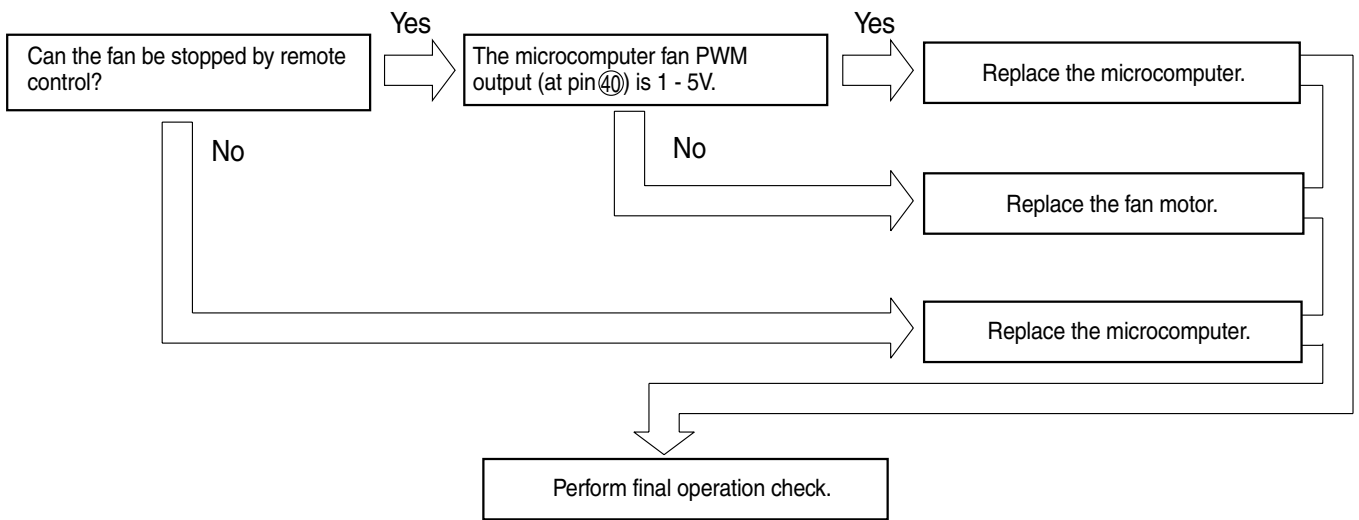 Yes
Yes
Can the fan be stopped by remote
control?
The microcomputer fan PWM
output (at pin㊵) is 1 - 5V.
Replace the microcomputer.
No
No
Replace the fan motor.
Replace the microcomputer.
Perform final operation check.